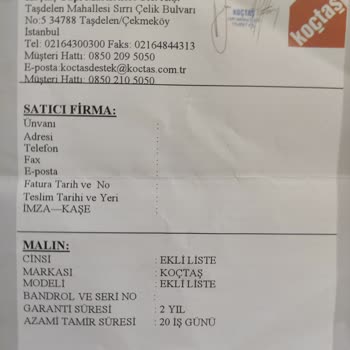 Taşdelen Mahallesi Sırrı Çelik Bulvarı
No:5 34788 Taşdelen/Çekmeköy
İstanbul
Tel: 02164300300 Faks: 02164844313
Müşteri Hattı: 0850 209 5050
E-posta:koctasdestek@koctas.com.tr
Müşteri Hattı: 0850 210 5050
KOÇTAŞ
koçtaş
SATICI FİRMA:
Ünvanı :
Adresi :
Telefon :
Fax :
E-posta :
Fatura Tarih ve No :
Teslim Tarihi ve Yeri :
İMZA—KAŞE :
MALIN:
CİNSİ : EKLİ LİSTE
MARKASI : KOÇTAŞ
MODELİ : EKLİ LİSTE
BANDROL VE SERİ NO :
GARANTİ SÜRESİ : 2 YIL
AZAMİ TAMİR SÜRESİ : 20 İŞ GÜNÜ